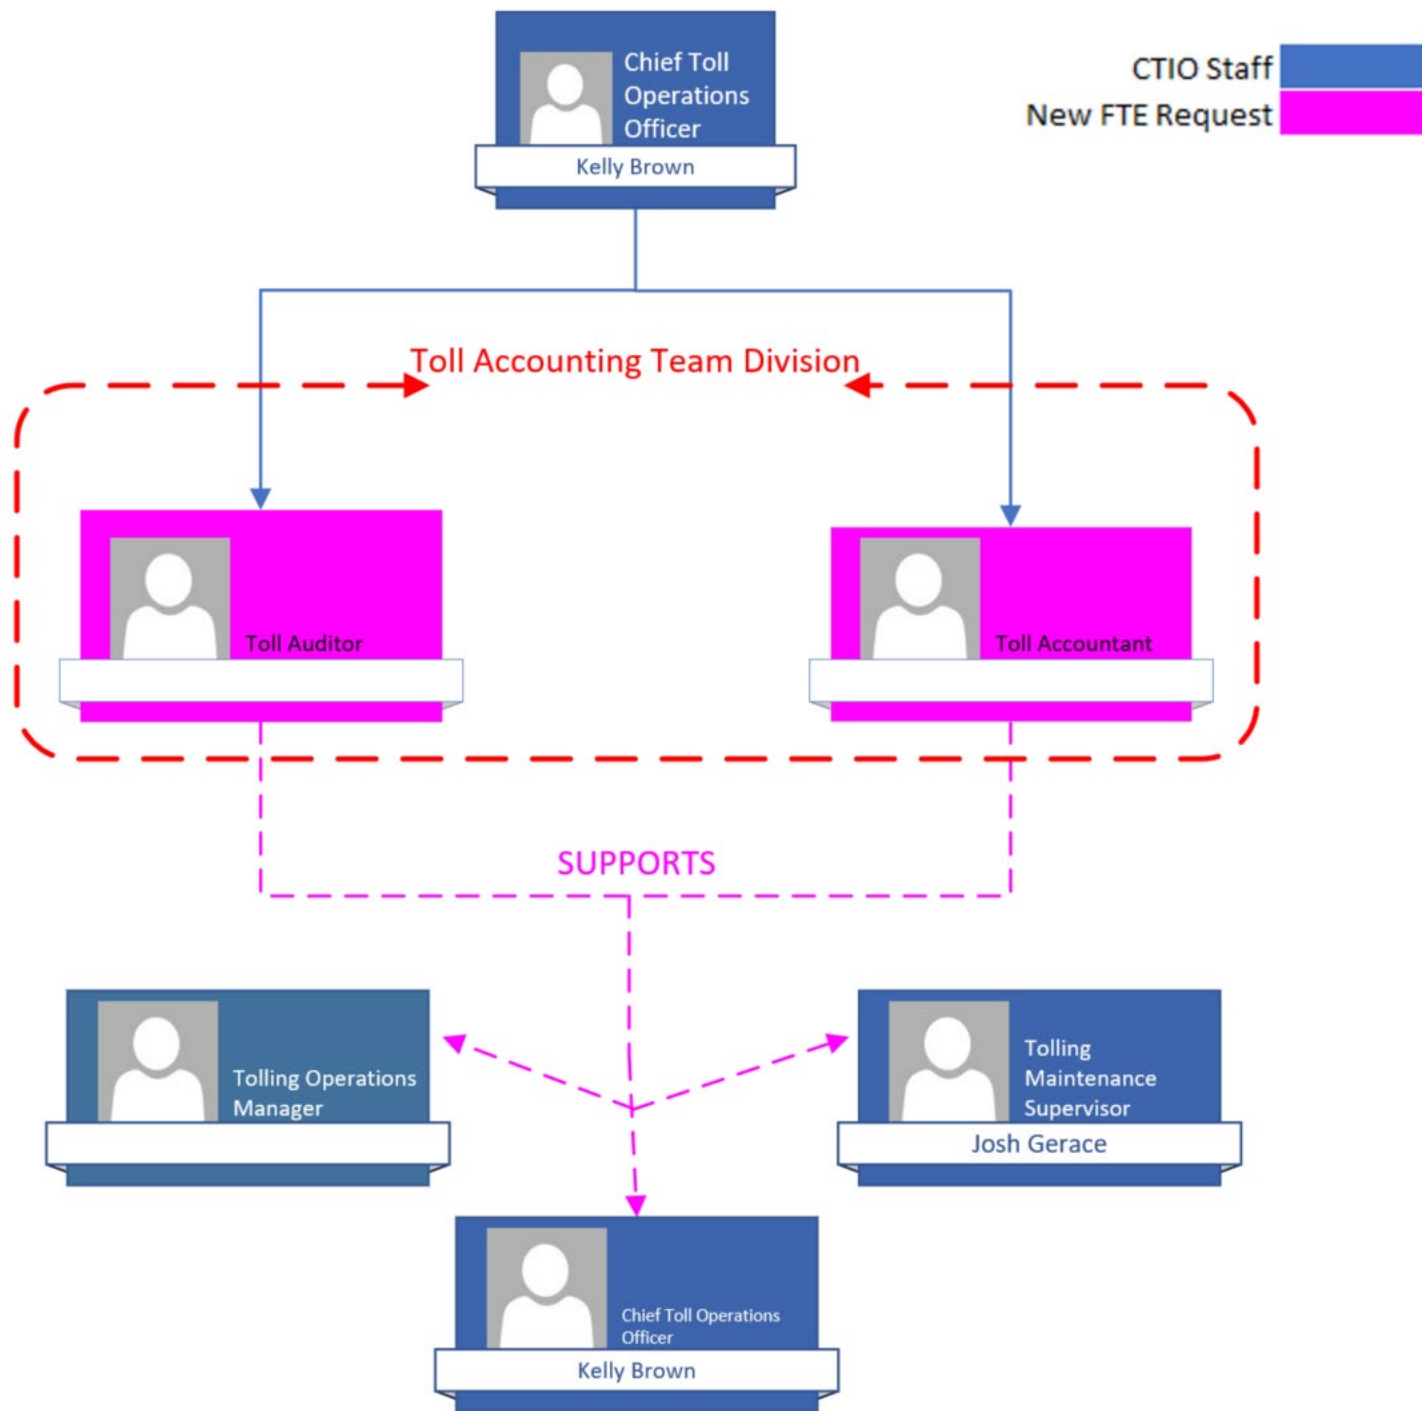 Chief Toll
Operations
Officer
Kelly Brown
CTIO Staff
New FTE Request
Toll Accounting Team Division
Toll Auditor
Toll Accountant
SUPPORTS
Tolling Operations
Manager
Tolling
Maintenance
Supervisor
Josh Gerace
Chief Toll Operations
Officer
Kelly Brown